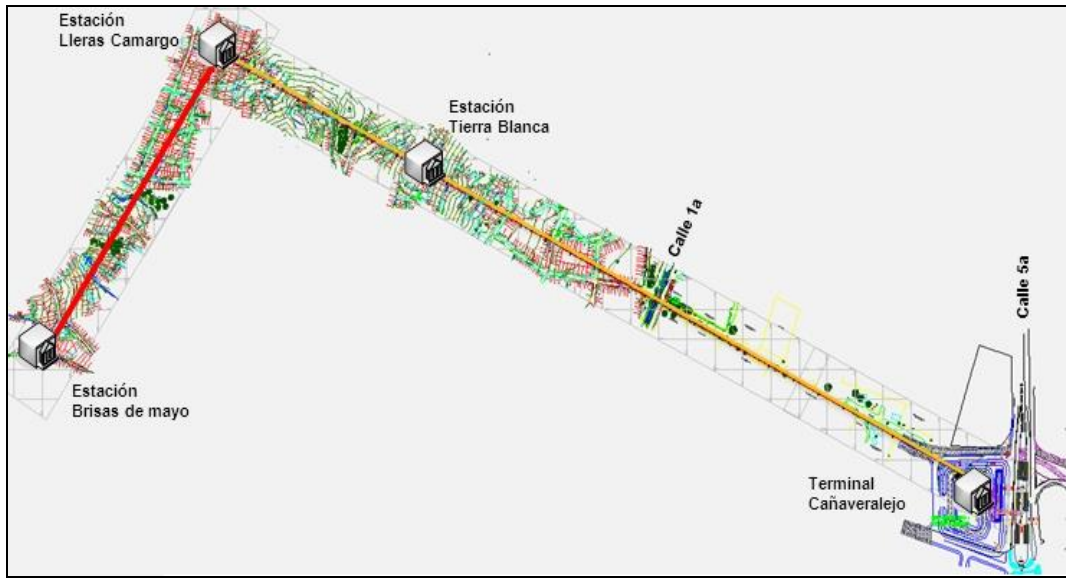 Estación
Lleras Camargo
Estación
Tierra Blanca
Calle 1a
Calle 5a
Estación
Brisas de mayo
Terminal
Cañaveralejo